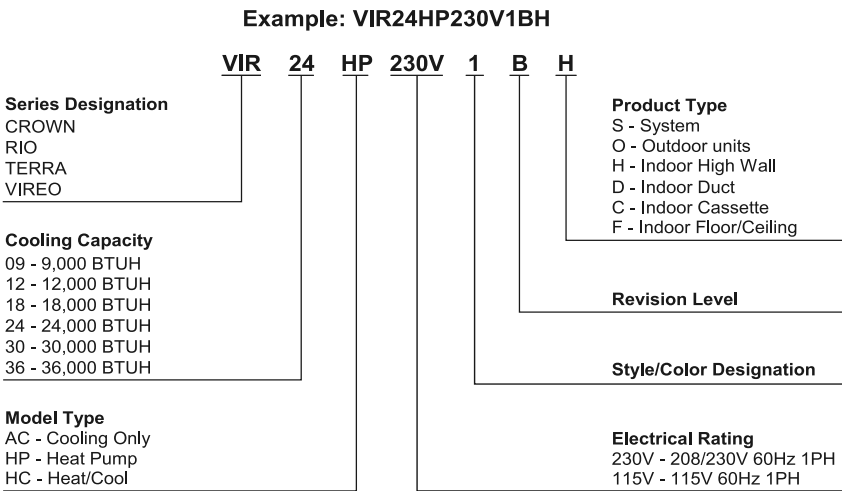 Example: VIR24HP230V1BH
VIR 24 HP 230V 1 B H
Series Designation
CROWN
RIO
TERRA
VIREO
Cooling Capacity
09 - 9,000 BTUH
12 - 12,000 BTUH
18 - 18,000 BTUH
24 - 24,000 BTUH
30 - 30,000 BTUH
36 - 36,000 BTUH
Model Type
AC - Cooling Only
HP - Heat Pump
HC - Heat/Cool
Product Type
S - System
O - Outdoor units
H - Indoor High Wall
D - Indoor Duct
C - Indoor Cassette
F - Indoor Floor/Ceiling
Revision Level
Style/Color Designation
Electrical Rating
230V - 208/230V 60Hz 1PH
115V - 115V 60Hz 1PH